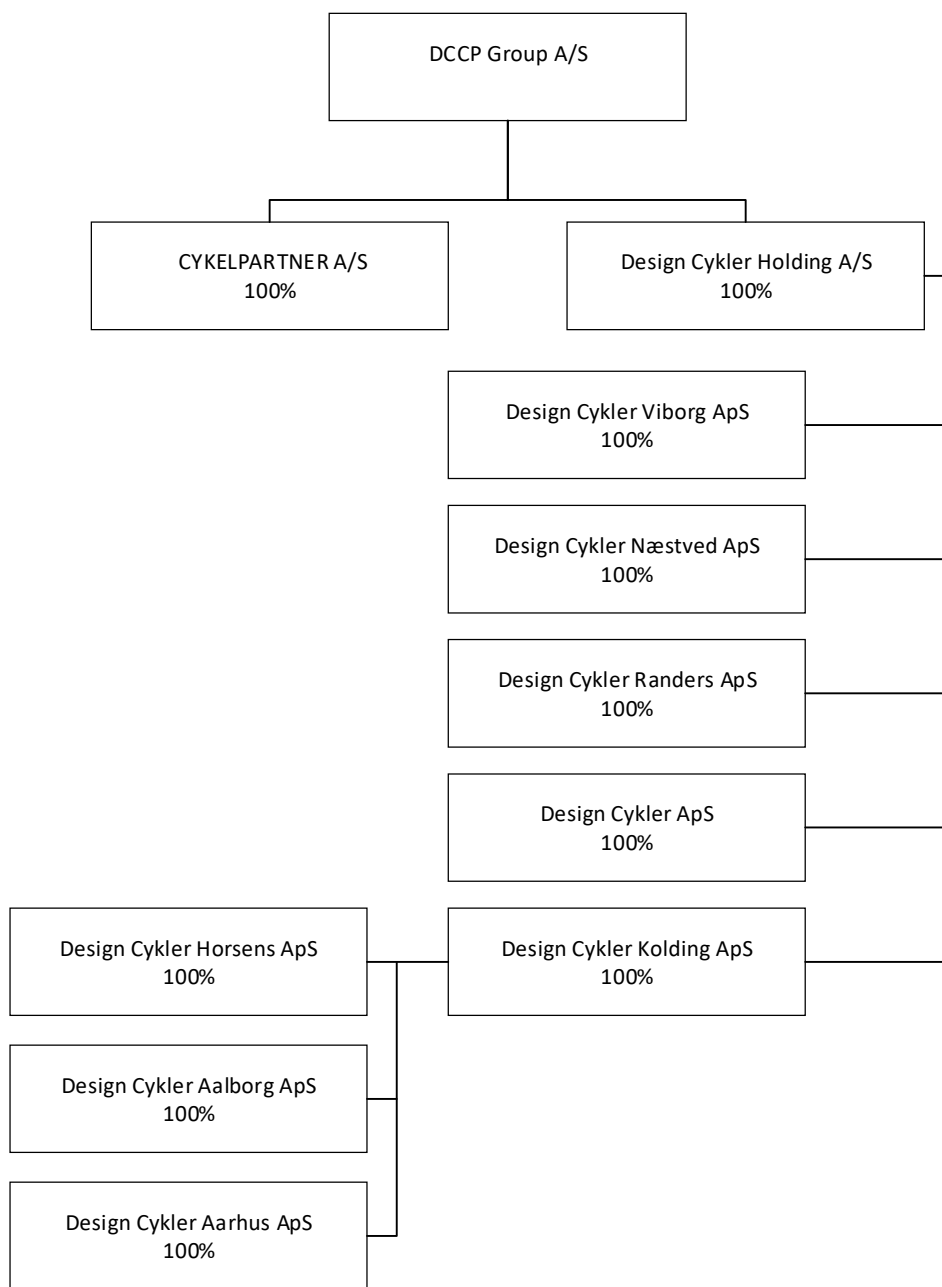 DCCP Group A/S
CYKELPARTNER A/S
100%
Design Cykler Holding A/S
100%
Design Cykler Viborg ApS
100%
Design Cykler Næstved ApS
100%
Design Cykler Randers ApS
100%
Design Cykler ApS
100%
Design Cykler Horsens ApS
100%
Design Cykler Kolding ApS
100%
Design Cykler Aalborg ApS
100%
Design Cykler Aarhus ApS
100%